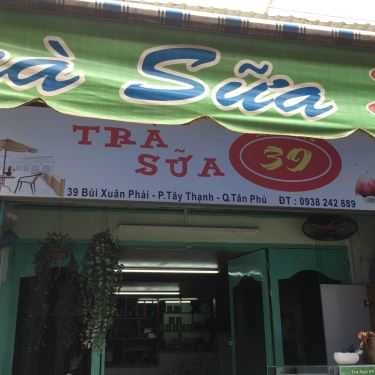 à Sữa
TRA
SỮA
39
39 Bùi Xuân Phái - P.Tây Thạnh - Q.Tân Phú ĐT : 0938 242 889